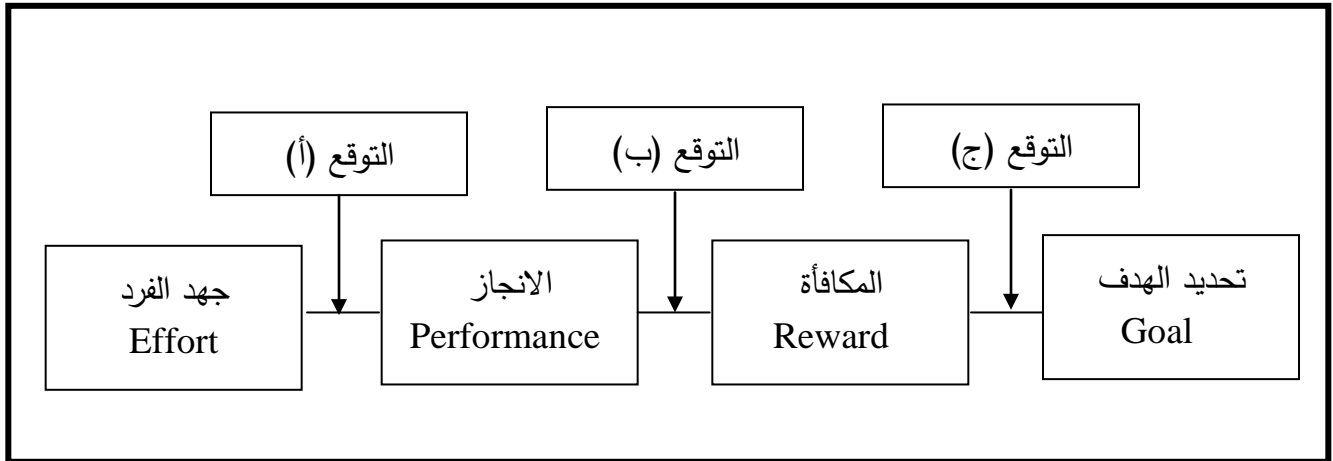 التوقع (أ)
التوقع (ب)
التوقع (ج)
جهد الفرد
Effort
الانجاز
Performance
المكافأة
Reward
تحديد الهدف
Goal